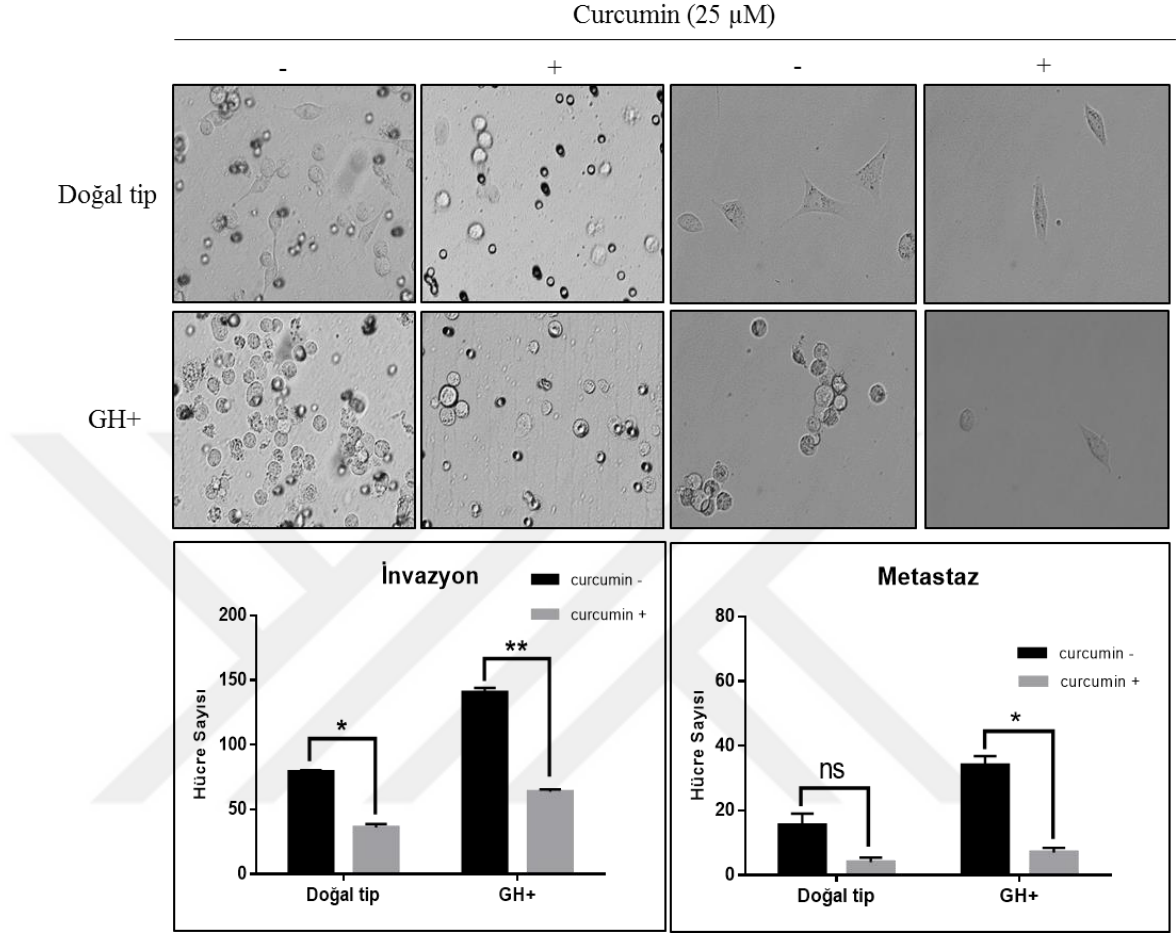 Curcumin (25 µM)
- + - +
Doğal tip
GH+
İnvazyon
curcumin -
curcumin +
Hücre Sayısı
200
150
100
50
0
*
**
Doğal tip GH+
Metastaz
curcumin -
curcumin +
Hücre Sayısı
80
60
40
20
0
ns
*
Doğal tip GH+